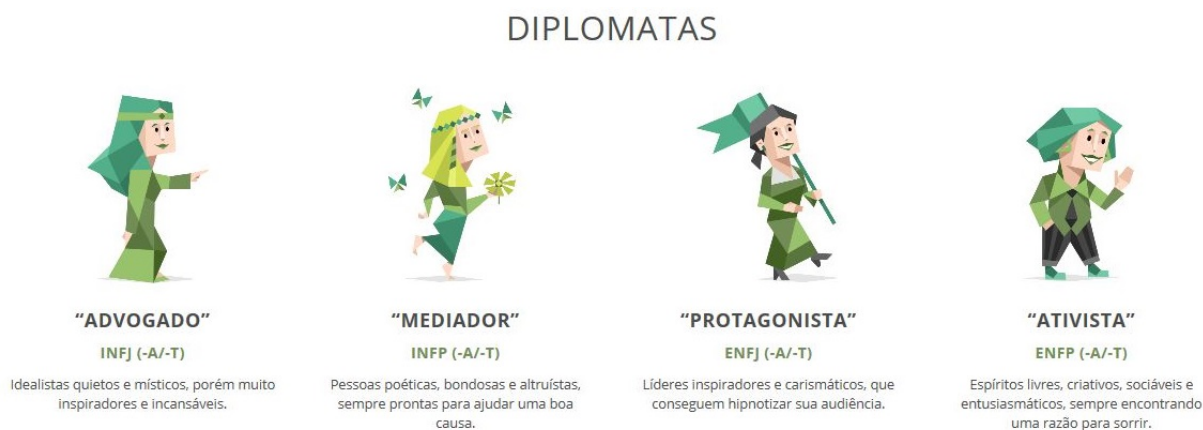 DIPLOMATAS
“ADVOGADO”
INFJ (-A/-T)
Idealistas quietos e místicos, porém muito
inspiradores e incansáveis.
“MEDIADOR”
INFP (-A/-T)
Pessoas poéticas, bondosas e altruístas,
sempre prontas para ajudar uma boa
causa.
“PROTAGONISTA”
ENFJ (-A/-T)
Líderes inspiradores e carismáticos, que
conseguem hipnotizar sua audiência.
“ATIVISTA”
ENFP (-A/-T)
Espíritos livres, criativos, sociáveis e
entusiasmáticos, sempre encontrando
uma razão para sorrir.